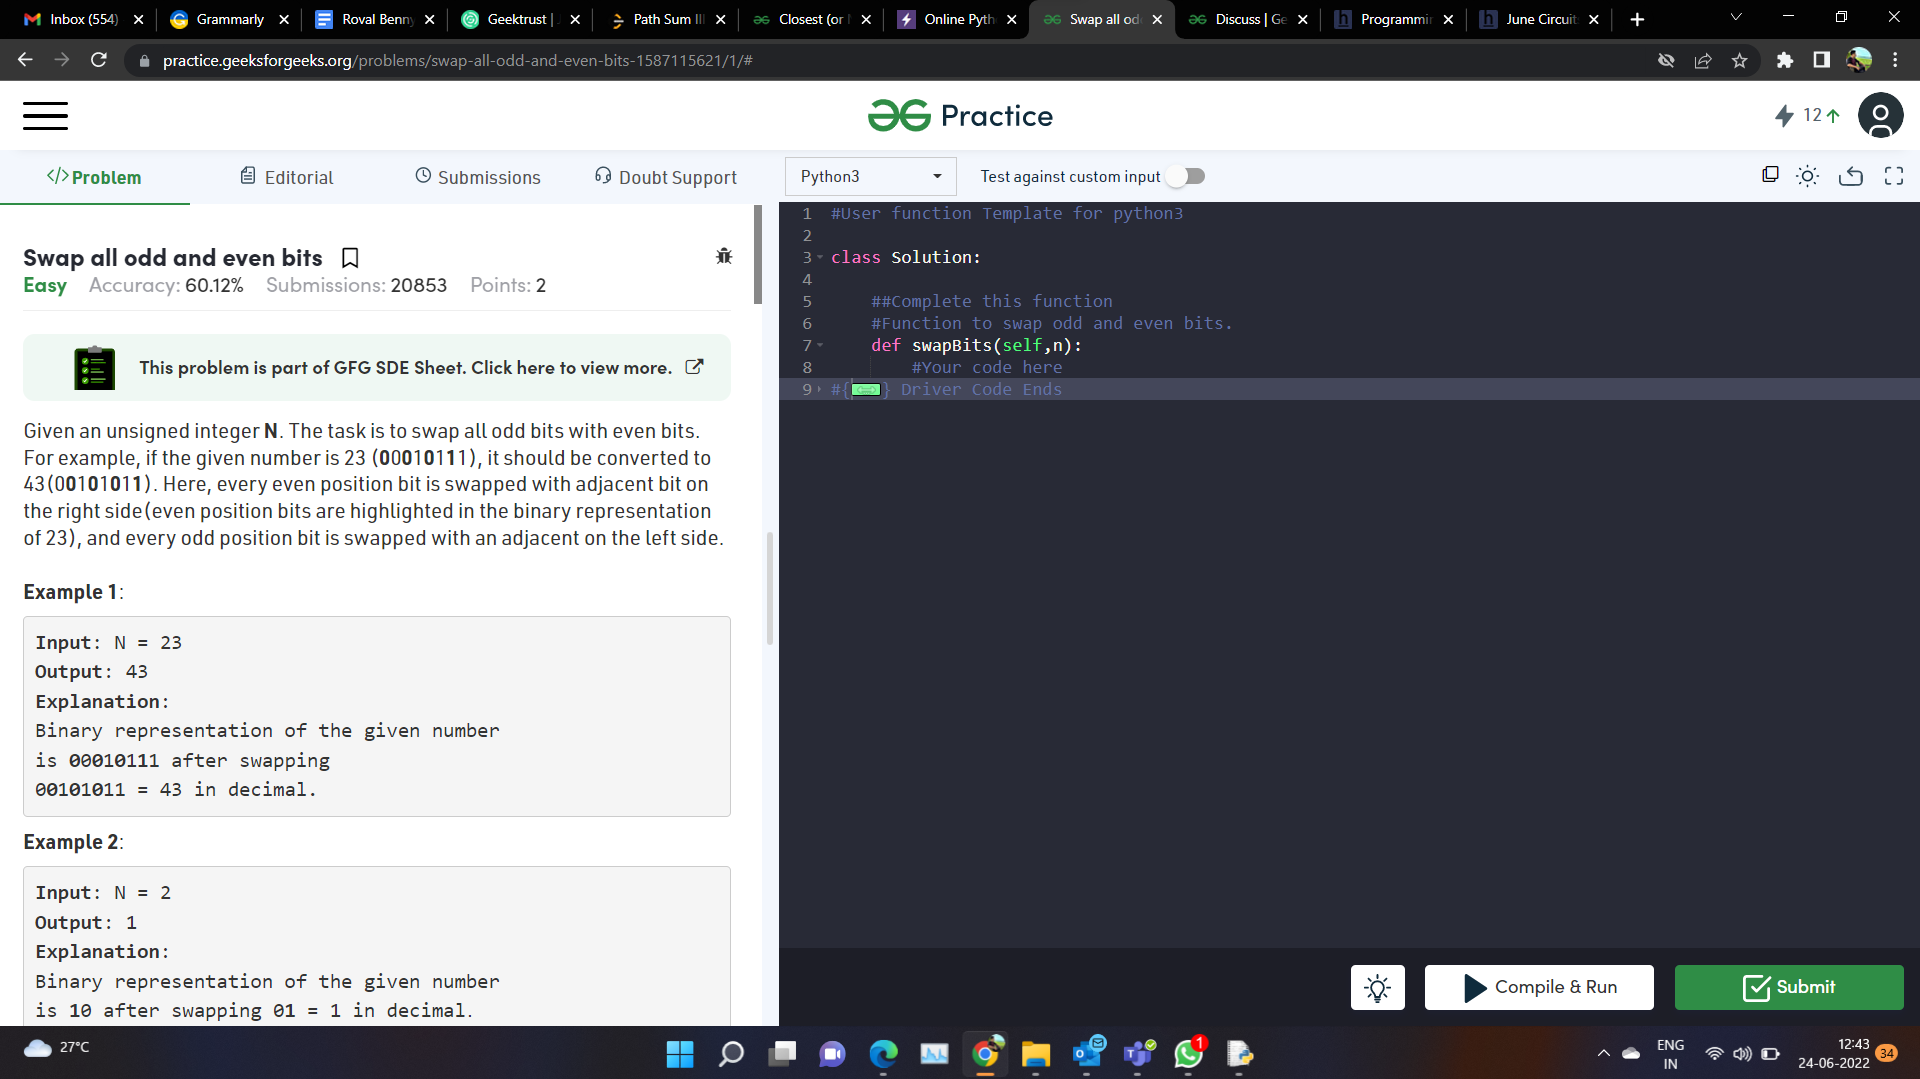 Inbox (554)
Grammarly
Roval Benny
Geektrust |
Path Sum III
Closest (or
Online Pyth
Swap all od
Discuss | Ge
Programmi
June Circuit
practice.geeksforgeeks.org/problems/swap-all-odd-and-even-bits-1587115621/1/#
Practice
12
</>Problem
Editorial
Submissions
Doubt Support
Python3
Test against custom input
Swap all odd and even bits
Easy Accuracy: 60.12% Submissions: 20853 Points: 2
This problem is part of GFG SDE Sheet. Click here to view more.
Given an unsigned integer N. The task is to swap all odd bits with even bits.
For example, if the given number is 23 (00010111), it should be converted to
43(00101011). Here, every even position bit is swapped with adjacent bit on
the right side(even position bits are highlighted in the binary representation
of 23), and every odd position bit is swapped with an adjacent on the left side.
Example 1:
Input: N = 23
Output: 43
Explanation:
Binary representation of the given number
is 00010111 after swapping
00101011 = 43 in decimal.
Example 2:
Input: N = 2
Output: 1
Explanation:
Binary representation of the given number
is 10 after swapping 01 = 1 in decimal.
1 #User function Template for python3
2
3 class Solution:
4
5 ##Complete this function
6 #Function to swap odd and even bits.
7 def swapBits(self,n):
8 #Your code here
9 #{ } Driver Code Ends
Compile & Run
Submit
27°C
1
ENG
IN
12:43
24-06-2022
34